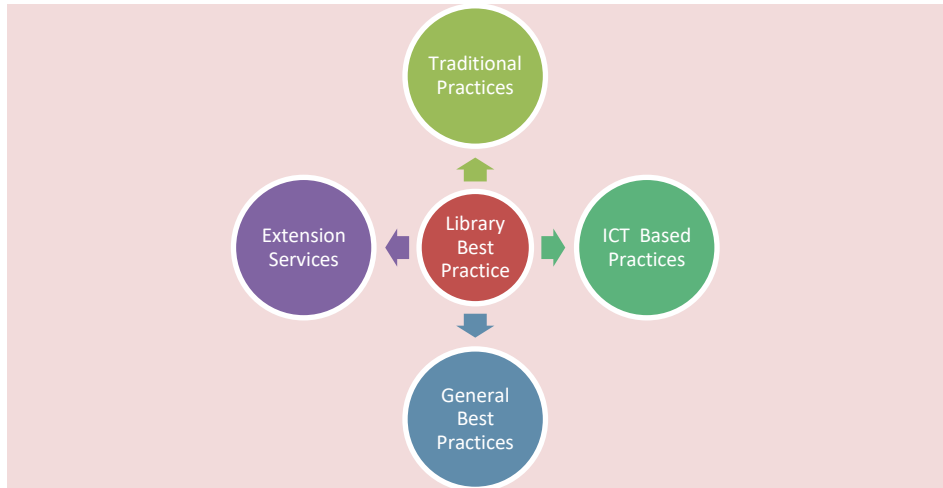 Traditional
Practices
Extension
Services
Library
Best
Practice
ICT Based
Practices
General
Best
Practices